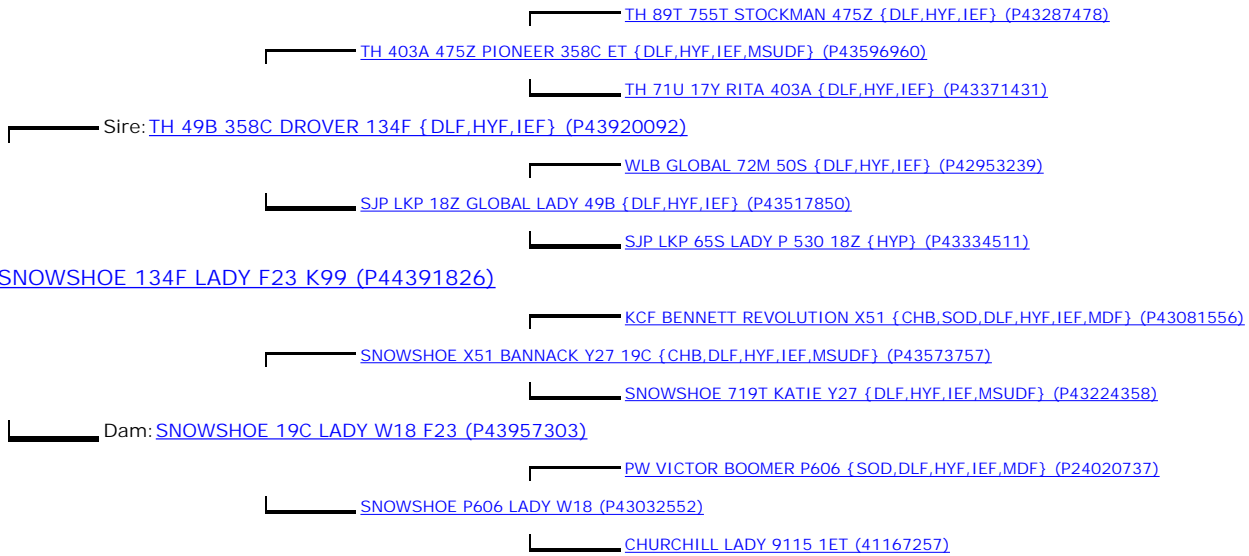 TH 89T 755T STOCKMAN 475Z {DLF,HYF,IEF} (P43287478)
TH 403A 475Z PIONEER 358C ET {DLF,HYF,IEF,MSUDF} (P43596960)
TH 71U 17Y RITA 403A {DLF,HYF,IEF} (P43371431)
Sire: TH 49B 358C DROVER 134F {DLF,HYF,IEF} (P43920092)
WLB GLOBAL 72M 50S {DLF,HYF,IEF} (P42953239)
SJP LKP 18Z GLOBAL LADY 49B {DLF,HYF,IEF} (P43517850)
SJP LKP 65S LADY P 530 18Z {HYP} (P43334511)
SNOWSHOE 134F LADY F23 K99 (P44391826)
KCF BENNETT REVOLUTION X51 {CHB,SOD,DLF,HYF,IEF,MDF} (P43081556)
SNOWSHOE X51 BANNACK Y27 19C {CHB,DLF,HYF,IEF,MSUDF} (P43573757)
SNOWSHOE 719T KATIE Y27 {DLF,HYF,IEF,MSUDF} (P43224358)
Dam: SNOWSHOE 19C LADY W18 F23 (P43957303)
PW VICTOR BOOMER P606 {SOD,DLF,HYF,IEF,MDF} (P24020737)
SNOWSHOE P606 LADY W18 (P43032552)
CHURCHILL LADY 9115 1ET (41167257)